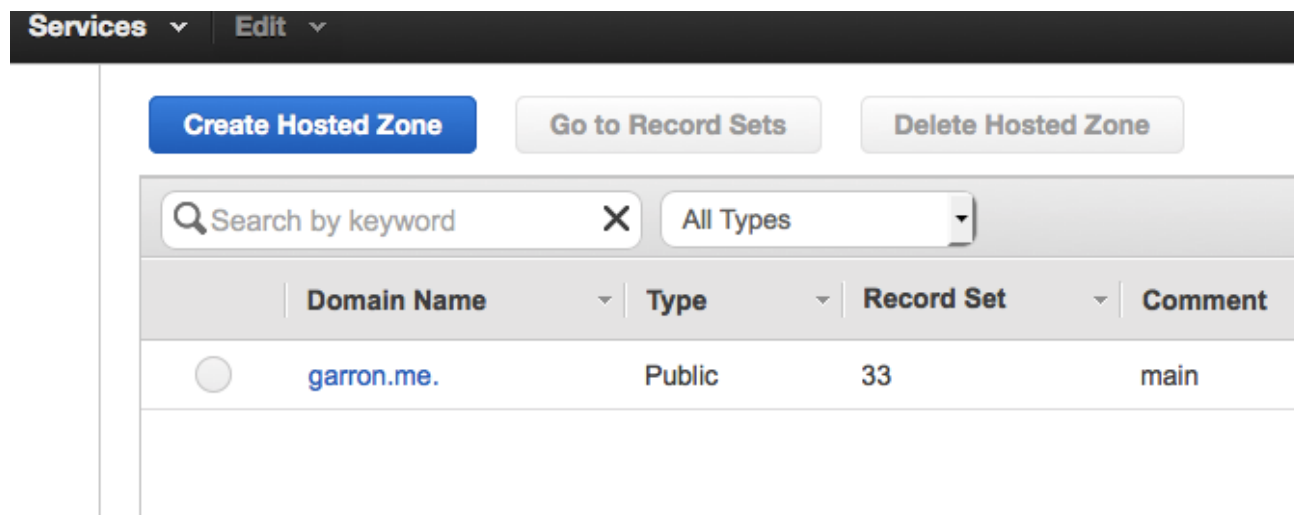 Services Edit
Create Hosted Zone Go to Record Sets Delete Hosted Zone
Search by keyword All Types
Domain Name Type Record Set Comment
garron.me. Public 33 main